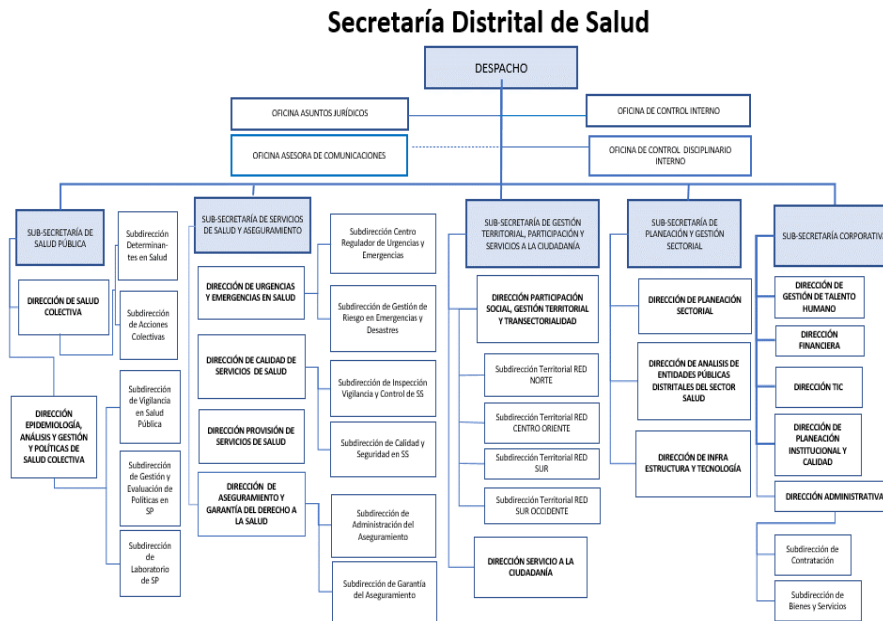 Secretaría Distrital de Salud
DESPACHO
OFICINA ASUNTOS JURÍDICOS
OFICINA DE CONTROL INTERNO
OFICINA ASESORA DE COMUNICACIONES
OFICINA DE CONTROL DISCIPLINARIO
INTERNO
SUB-SECRETARÍA DE
SALUD PÚBLICA
DIRECCIÓN DE SALUD
COLECTIVA
Subdirección
Determinan-
tes en Salud
Subdirección
de Acciones
Colectivas
DIRECCIÓN
EPIDEMIOLOGÍA,
ANÁLISIS Y GESTIÓN
Y POLÍTICAS DE
SALUD COLECTIVA
Subdirección
de Vigilancia
en Salud
Pública
Subdirección
de Gestión y
Evaluación de
Políticas en
SP
Subdirección
de
Laboratorio
de SP
SUB-SECRETARÍA DE SERVICIOS
DE SALUD Y ASEGURAMIENTO
DIRECCIÓN DE URGENCIAS
Y EMERGENCIAS EN SALUD
Subdirección Centro
Regulador de Urgencias y
Emergencias
Subdirección de Gestión de
Riesgo en Emergencias y
Desastres
DIRECCIÓN DE CALIDAD DE
SERVICIOS DE SALUD
Subdirección de Inspección
Vigilancia y Control de SS
Subdirección de Calidad y
Seguridad en SS
DIRECCIÓN PROVISIÓN DE
SERVICIOS DE SALUD
DIRECCIÓN DE
ASEGURAMIENTO Y
GARANTÍA DEL DERECHO A
LA SALUD
Subdirección de
Administración del
Aseguramiento
Subdirección de Garantía
del Aseguramiento
SUB-SECRETARÍA DE GESTIÓN
TERRITORIAL, PARTICIPACIÓN Y
SERVICIOS A LA CIUDADANÍA
DIRECCIÓN PARTICIPACIÓN
SOCIAL, GESTIÓN TERRITORIAL
Y TRANSECTORIALIDAD
Subdirección Territorial RED
NORTE
Subdirección Territorial RED
CENTRO ORIENTE
Subdirección Territorial RED
SUR
Subdirección Territorial RED
SUR OCCIDENTE
DIRECCIÓN SERVICIO A LA
CIUDADANÍA
SUB-SECRETARÍA DE
PLANEACIÓN Y GESTIÓN
SECTORIAL
DIRECCIÓN DE PLANEACIÓN
SECTORIAL
DIRECCIÓN DE ANALISIS DE
ENTIDADES PÚBLICAS
DISTRITALES DEL SECTOR
SALUD
DIRECCIÓN DE INFRA
ESTRUCTURA Y TECNOLOGÍA
SUB-SECRETARÍA CORPORATIVA
DIRECCIÓN DE
GESTIÓN DE TALENTO
HUMANO
DIRECCIÓN
FINANCIERA
DIRECCIÓN TIC
DIRECCIÓN DE
PLANEACIÓN
INSTITUCIONAL Y
CALIDAD
DIRECCIÓN ADMINISTRATIVA
Subdirección de
Contratación
Subdirección de
Bienes y Servicios